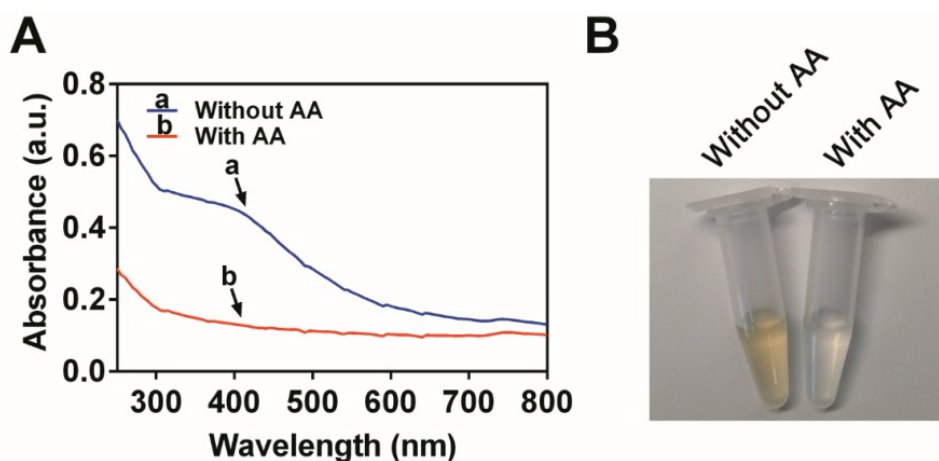 A
B
Without AA
With AA
0.8
0.6
0.4
0.2
0.0
Absorbance (a.u.)
a Without AA
b With AA
a
b
300 400 500 600 700 800
Wavelength (nm)